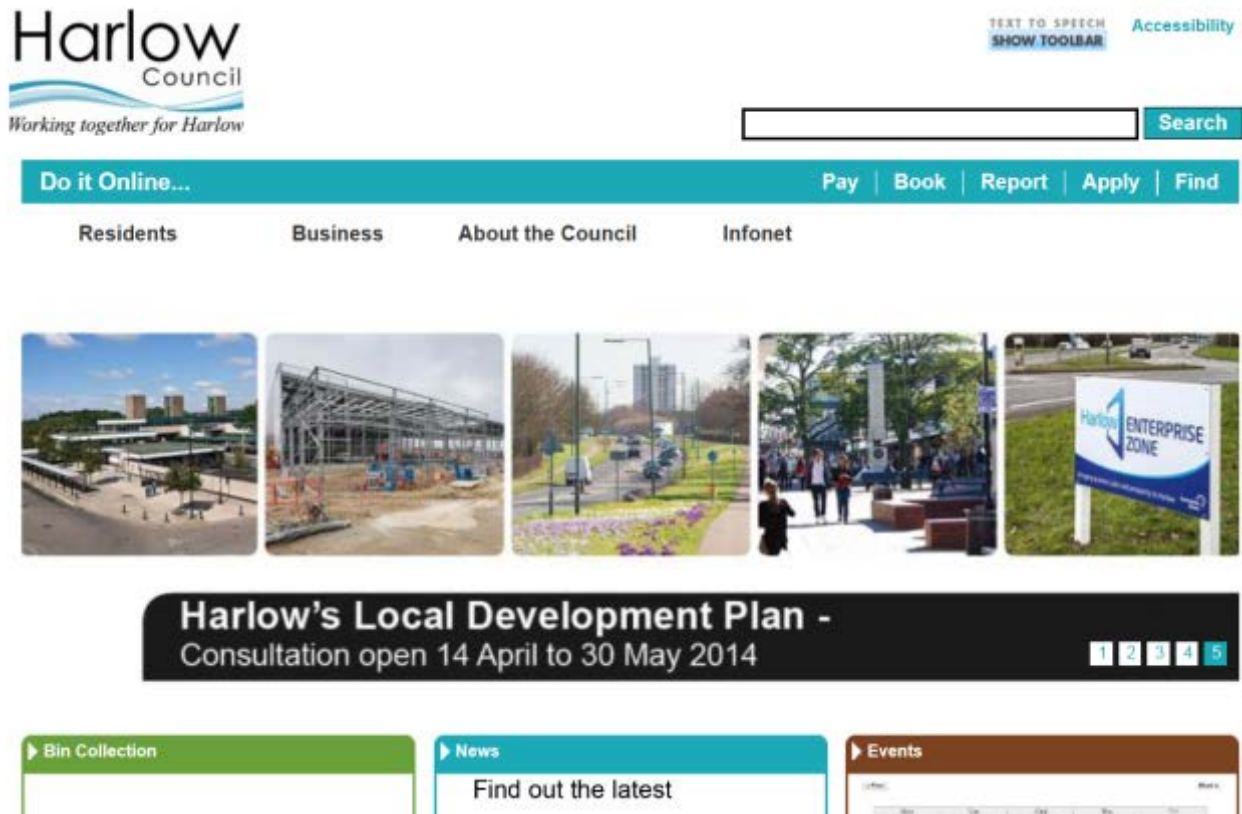 Harlow
Council
Working together for Harlow
TEXT TO SPEECH
SHOW TOOLBAR
Accessibility
Search
Do it Online... Pay | Book | Report | Apply | Find
Residents Business About the Council Infonet
Harlow ENTERPRISE
ZONE
Harlow's Local Development Plan -
Consultation open 14 April to 30 May 2014
1 2 3 4 5
Bin Collection
News
Find out the latest
Events